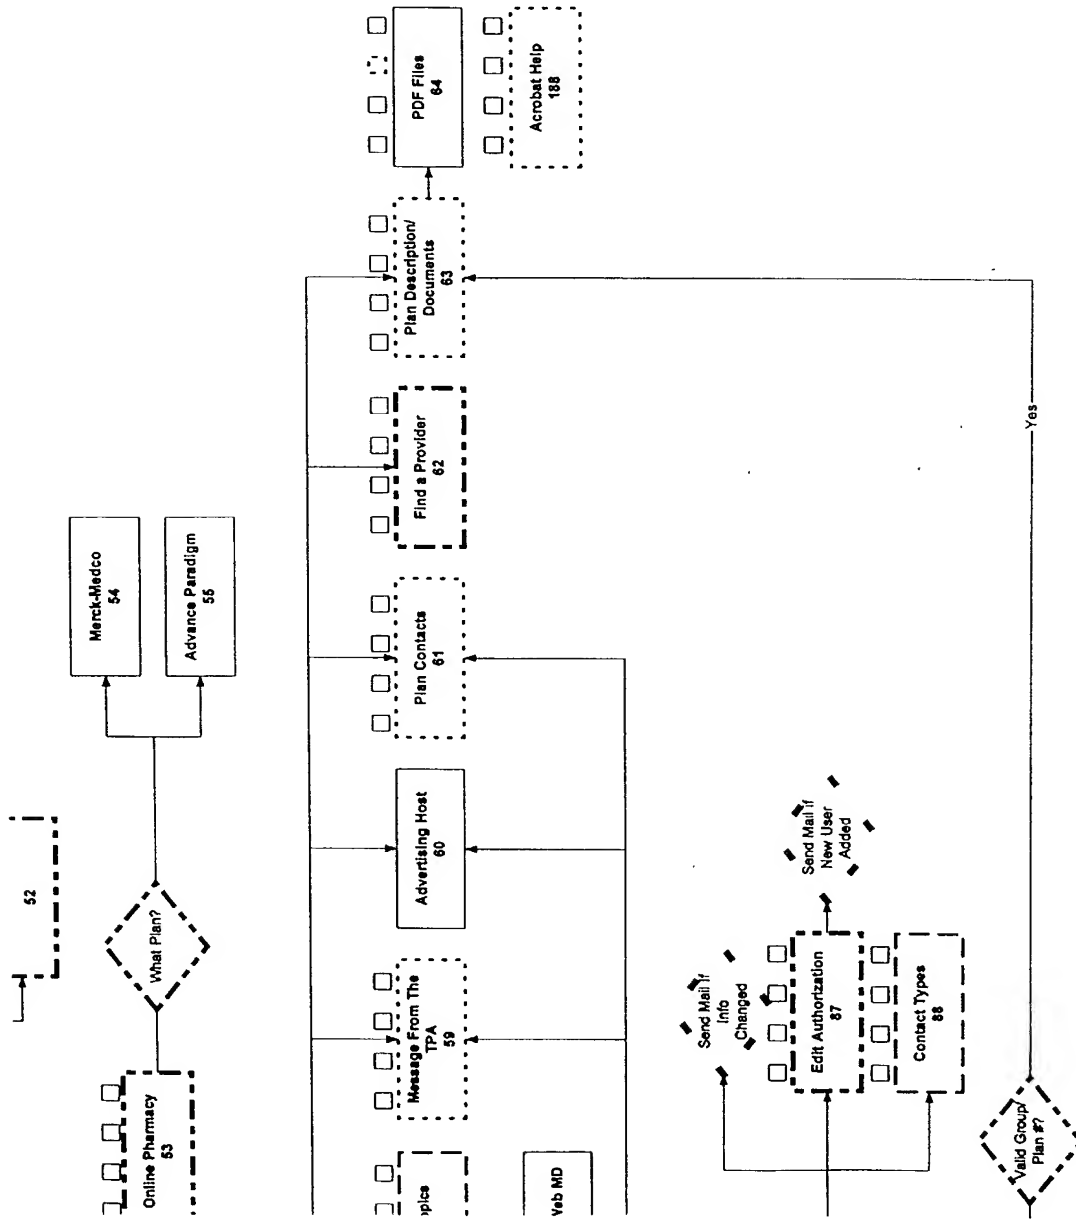 52
Online Pharmacy
53
What Plan?
Merck-Medco
54
Advance Paradigm
55
opics
Message From The
TPA
59
Advertising Host
60
Plan Contacts
61
Find a Provider
62
Plan Description/
Documents
63
PDF Files
64
Web MD
Acrobat Help
188
Send Mail If
Info
Changed
Send Mail If
New User
Added
Edit Authorization
87
Contact Types
88
Valid Group/
Plan #?
Yes